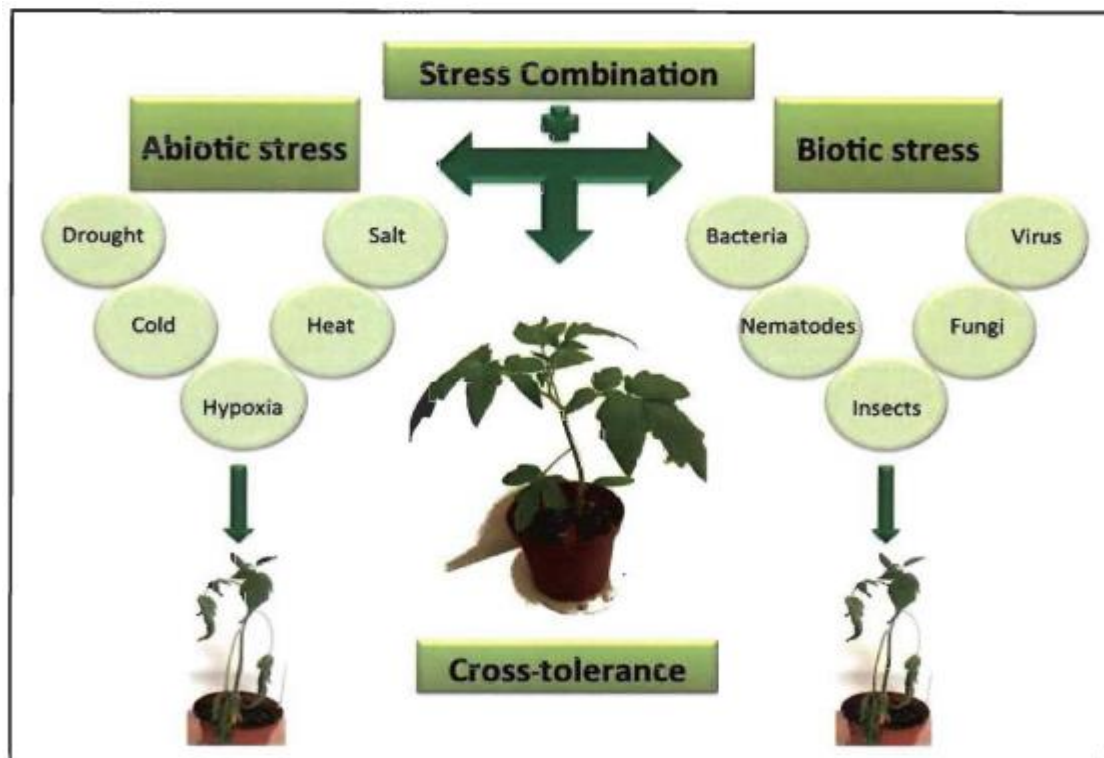 Stress Combination
Abiotic stress
Biotic stress
Drought
Salt
Cold
Heat
Hypoxia
Bacteria
Virus
Nematodes
Fungi
Insects
Cross-tolerance